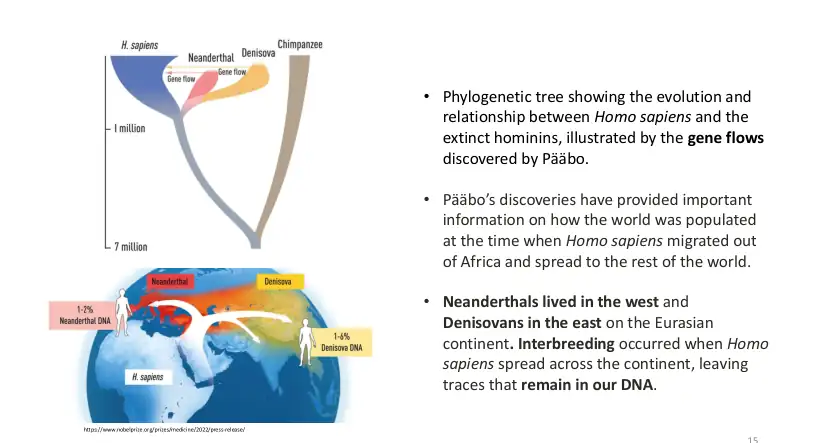 H. sapiens
Neanderthal
Denisova
Chimpanzee
Gene flow
Gene flow
1 million
7 million
Neanderthal
Denisova
1-2%
Neanderthal DNA
1-6%
Denisova DNA
H. sapiens
https://www.nobelprize.org/prizes/medicine/2022/press-release/
• Phylogenetic tree showing the evolution and
relationship between Homo sapiens and the
extinct hominins, illustrated by the gene flows
discovered by Pääbo.
• Pääbo’s discoveries have provided important
information on how the world was populated
at the time when Homo sapiens migrated out
of Africa and spread to the rest of the world.
• Neanderthals lived in the west and
Denisovans in the east on the Eurasian
continent. Interbreeding occurred when Homo
sapiens spread across the continent, leaving
traces that remain in our DNA.
15